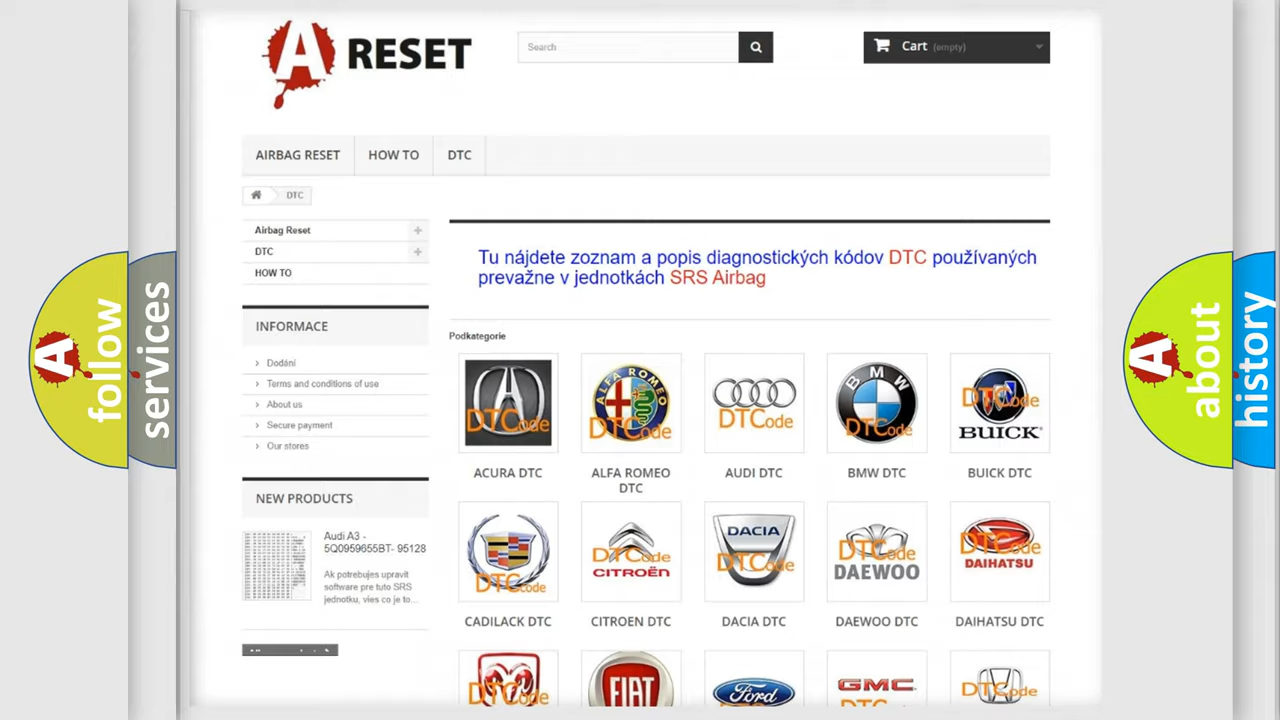 A RESET
Search
Cart (empty)
AIRBAG RESET
HOW TO
DTC
DTC
Airbag Reset
DTC
HOW TO
INFORMACE
Dodání
Terms and conditions of use
About us
Secure payment
Our stores
NEW PRODUCTS
Audi A3 -
5Q0959655BT- 95128
Ak potrebujes upravit
software pre tuto SRS
jednotku, vies co je to...
Tu nájdete zoznam a popis diagnostických kódov DTC používaných
prevažne v jednotkách SRS Airbag
Podkategorie
DTCode
ACURA DTC
ALFA ROMEO
DTCode
ALFA ROMEO
DTC
DTCode
AUDI DTC
BMW
DTCode
BMW DTC
DTCode
BUICK
BUICK DTC
DTCode
CADILACK DTC
DTCode
CITROËN
CITROEN DTC
DACIA
DTCode
DACIA DTC
DTCode
DAEWOO
DAEWOO DTC
DTCode
DAIHATSU
DAIHATSU DTC
DTCode
FIAT
Ford
GMC
DTCode
A follow
services
A about
history